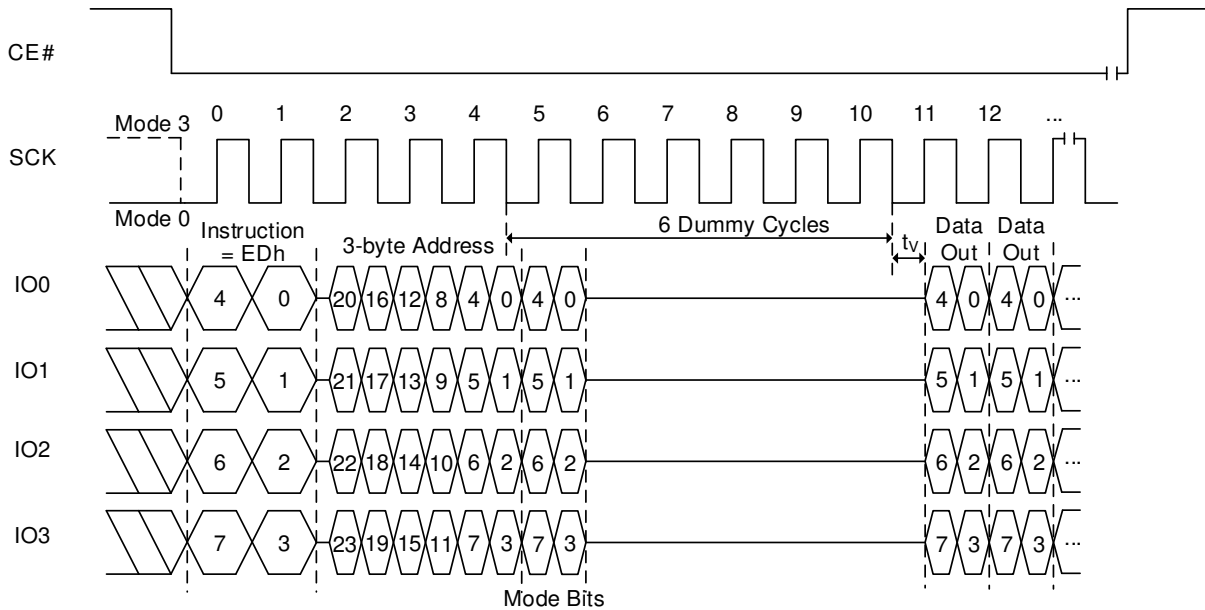 CE#
0 1 2 3 4 5 6 7 8 9 10 11 12 ...
Mode 3
SCK
Mode 0
Instruction
= EDh
3-byte Address
6 Dummy Cycles
tV
Data
Out
Data
Out
IO0 4 0 20 16 12 8 4 0 4 0 4 0 4 0 ...
IO1 5 1 21 17 13 9 5 1 5 1 5 1 5 1 ...
IO2 6 2 22 18 14 10 6 2 6 2 6 2 6 2 ...
IO3 7 3 23 19 15 11 7 3 7 3 7 3 7 3 ...
Mode Bits